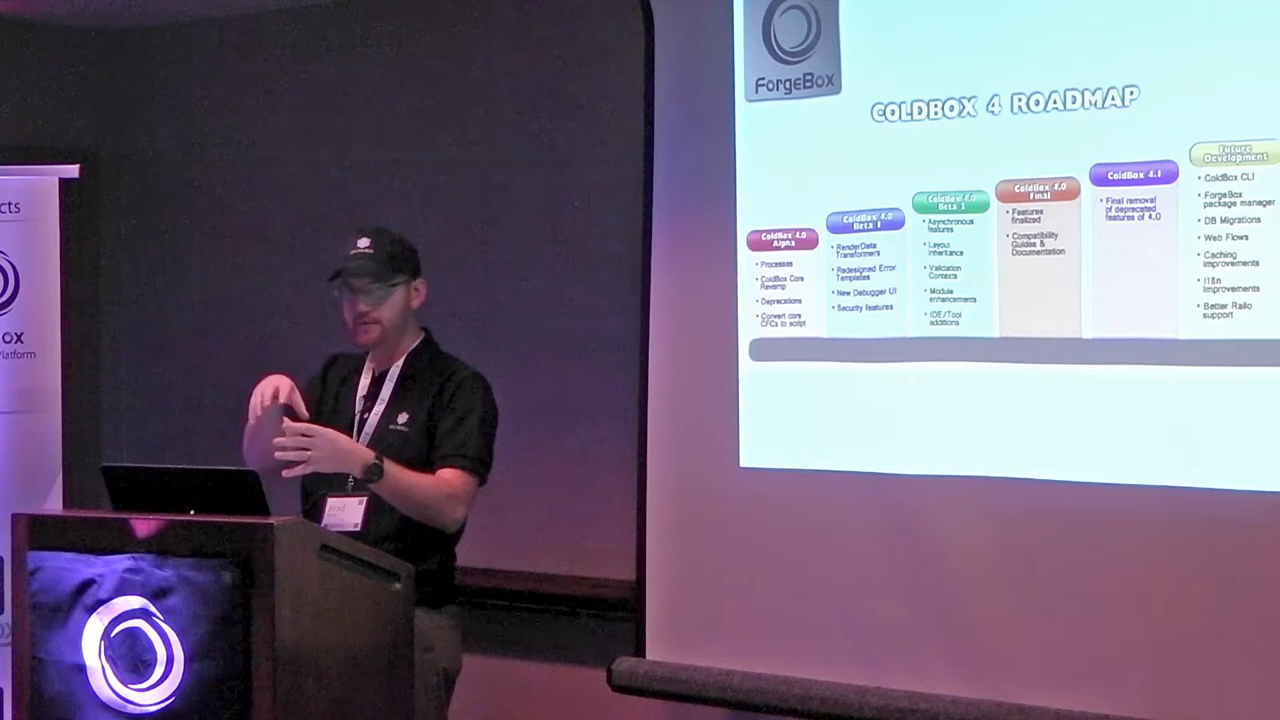 ForgeBox
COLDBOX 4 ROADMAP
ColdBox 4.0
Alpha
• Processes
• ColdBox Core
Revamp
• Deprecations
• Convert core
CFCs to script
ColdBox 4.0
Beta 1
• RenderData
Transformers
• Redesigned Error
Templates
• New Debugger UI
• Security features
ColdBox 4.0
Beta 2
• Asynchronous
features
• Layout
Inheritance
• Validation
Contexts
• Module
enhancements
• IDE/Tool
additions
ColdBox 4.0
Final
• Features
finalized
• Compatibility
Guides &
Documentation
ColdBox 4.1
• Final removal
of deprecated
features of 4.0
Future
Development
• ColdBox CLI
• ForgeBox
package manager
• DB Migrations
• Web Flows
• Caching
Improvements
• I18n
Improvements
• Better Railo
support
cts
ox
Platform
Brad